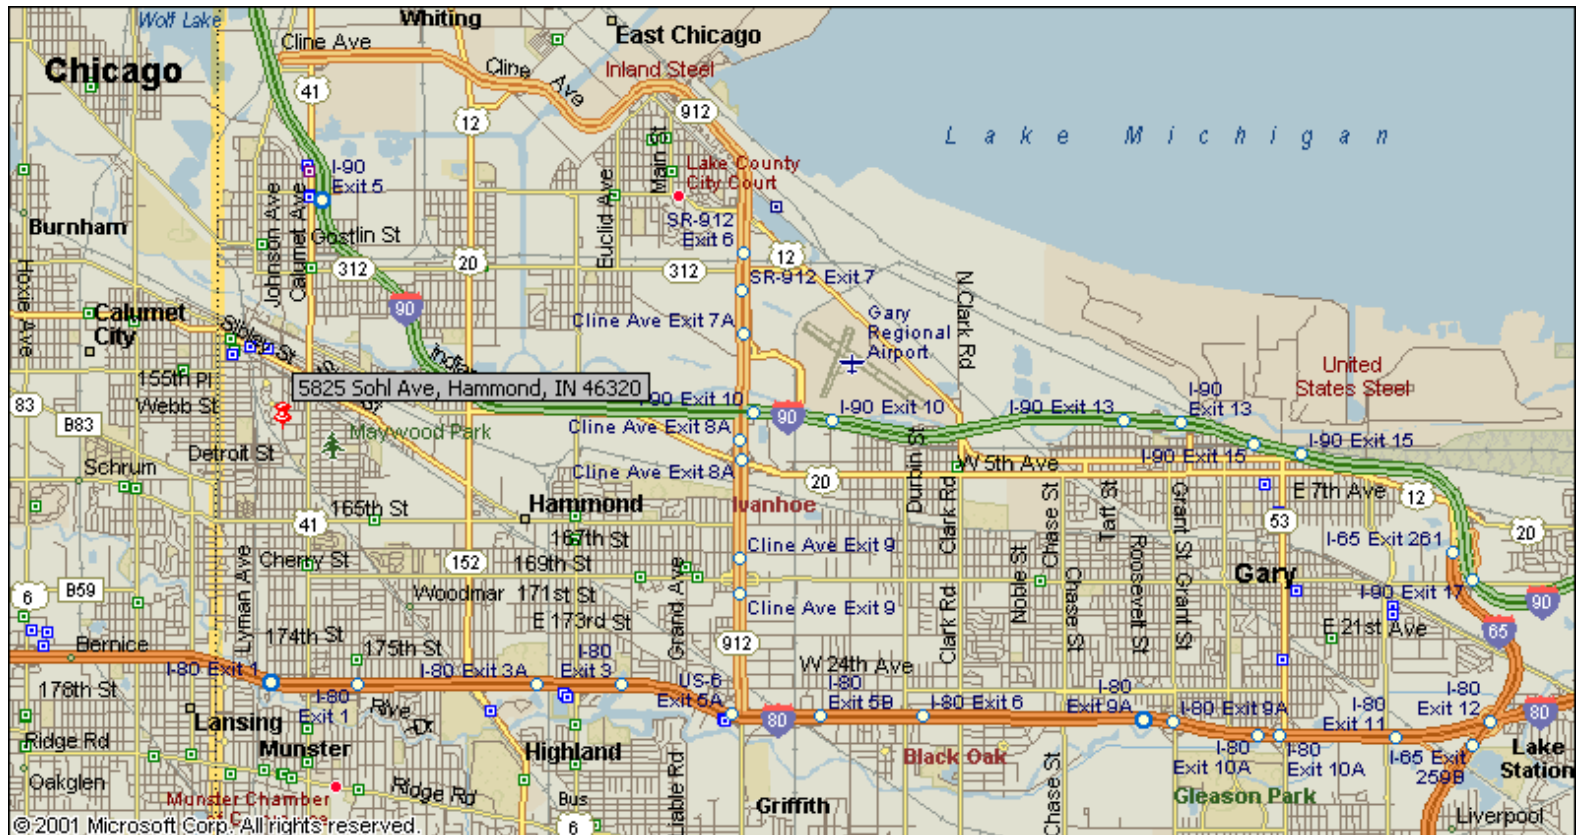 Wolf Lake
Whiting
Cline Ave
East Chicago
Chicago
Cline Ave
Inland Steel
41
912
12
Lake Michigan
Main St
I-90
Exit 5
Lake County
City Court
Johnson Ave
Calumet Ave
Euclid Ave
Burnham
Gostlin St
SR-912
Exit 6
12
Hoxia Ave
312
20
312
SR-912 Exit 7
N Clark Rd
90
Calumet
City
Sibley St
Cline Ave Exit 7A
Gary
Regional
Airport
155th Pl
5825 Sohl Ave, Hammond, IN 46320
United
States Steel
83
Webb St
I-90 Exit 10
90
I-90 Exit 10
I-90 Exit 13
I-90
Exit 13
B83
Maywood Park
Cline Ave Exit 8A
I-90 Exit 15
I-90 Exit 15
Detroit St
Schrum
Cline Ave Exit 8A
Durbin St
W 5th Ave
20
E 7th Ave
12
165th St
Hammond
Ivanhoe
Clark Rd
Chase St
Taft St
Grant St
53
20
41
167th St
I-65 Exit 261
Cherry St
152
169th St
Cline Ave Exit 9
Roosevelt St
Gary
6
B59
Lyman Ave
Woodmar
171st St
Grand Ave
Cline Ave Exit 9
Clark Rd
Noble St
Chase St
Grant St
I-90 Exit 17
90
E 173rd St
174th St
E 21st Ave
65
Bernice
175th St
912
W 24th Ave
I-80 Exit 1
I-80 Exit 3A
I-80
Exit 3
178th St
I-80
Exit 1
US-6
Exit 5A
I-80
Exit 5B
I-80 Exit 6
I-80
Exit 9A
I-80 Exit 9A
I-80
Exit 11
I-80
Exit 12
80
80
Lansing
Rive Dr
Ridge Rd
Munster
Highland
Black Oak
I-80
Exit 10A
I-80
Exit 10A
I-65 Exit
259B
Lake
Station
Oakglen
Ridge Rd
Liable Rd
Chase St
Munster Chamber
Bus
6
Griffith
Gleason Park
Liverpool
© 2001 Microsoft Corp. All rights reserved.